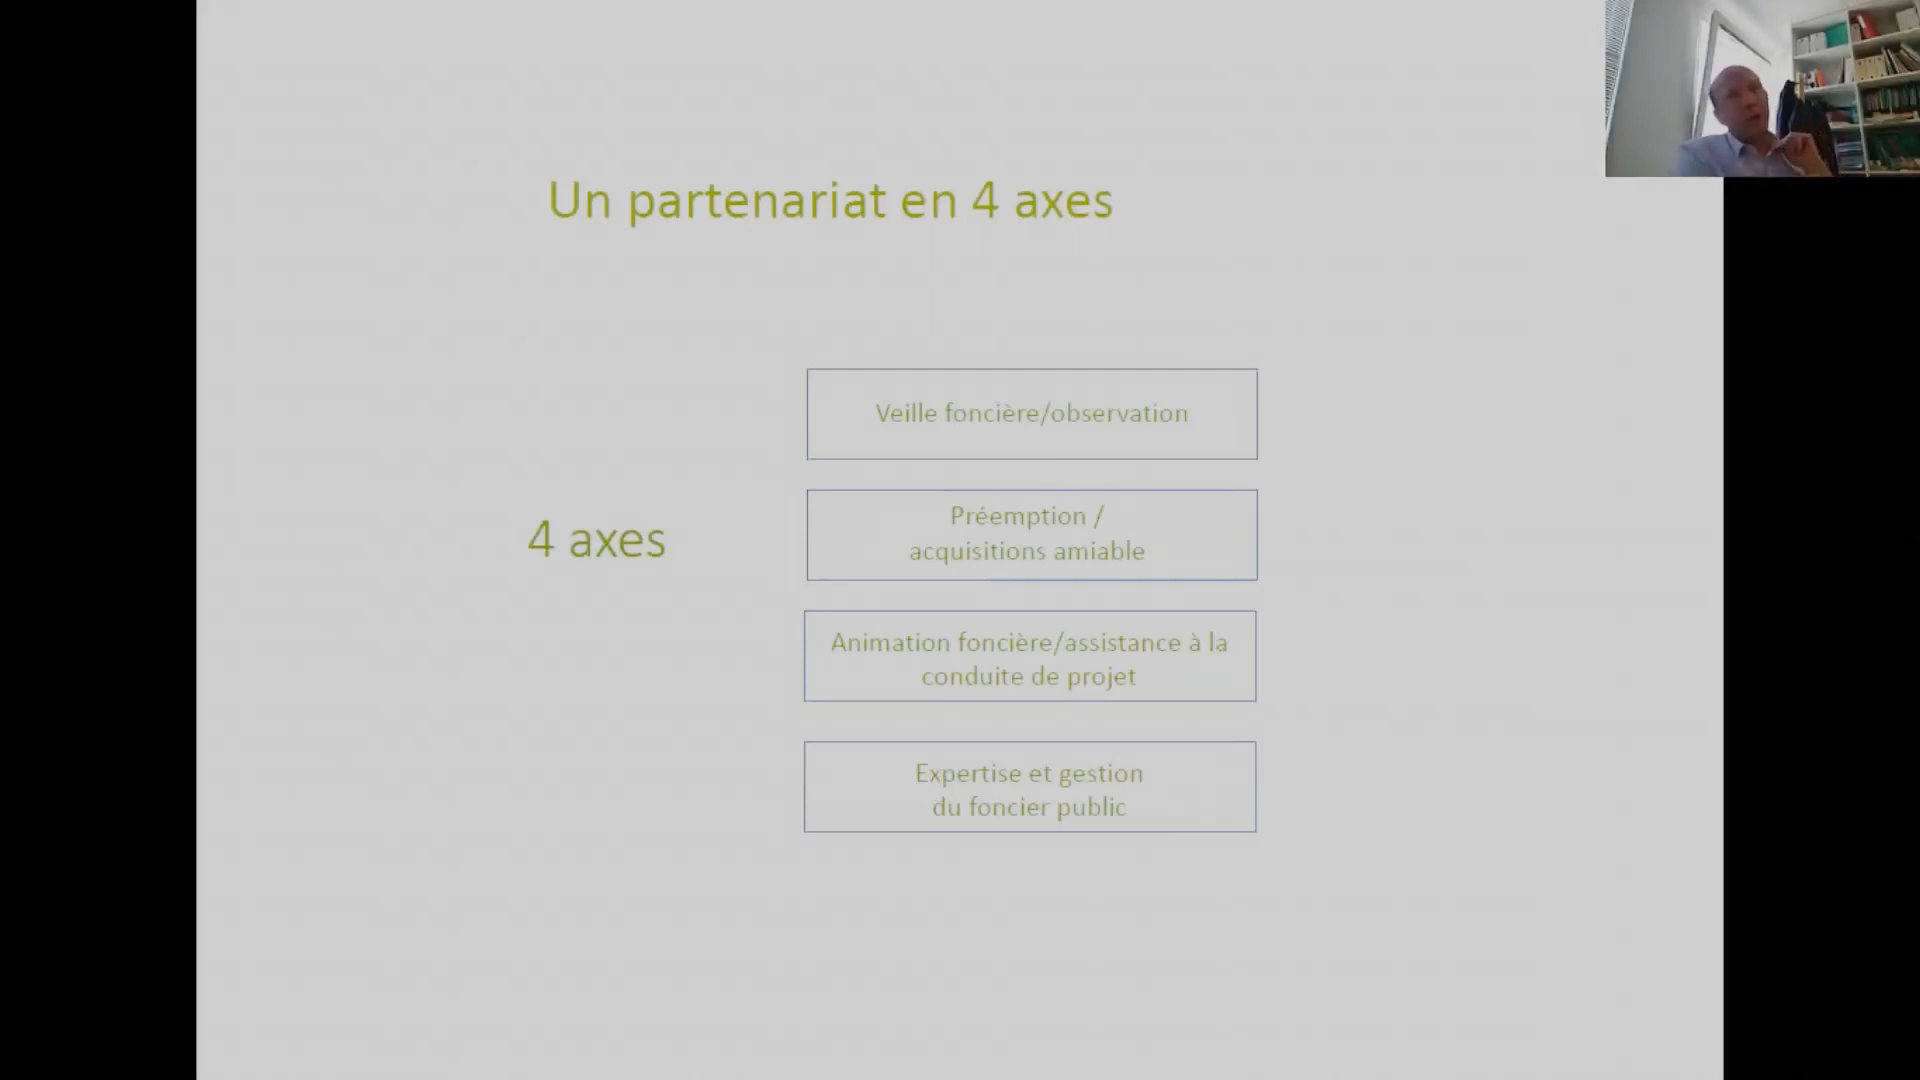 Un partenariat en 4 axes
Veille foncière/observation
4 axes
Préemption /
acquisitions amiable
Animation foncière/assistance à la
conduite de projet
Expertise et gestion
du foncier public